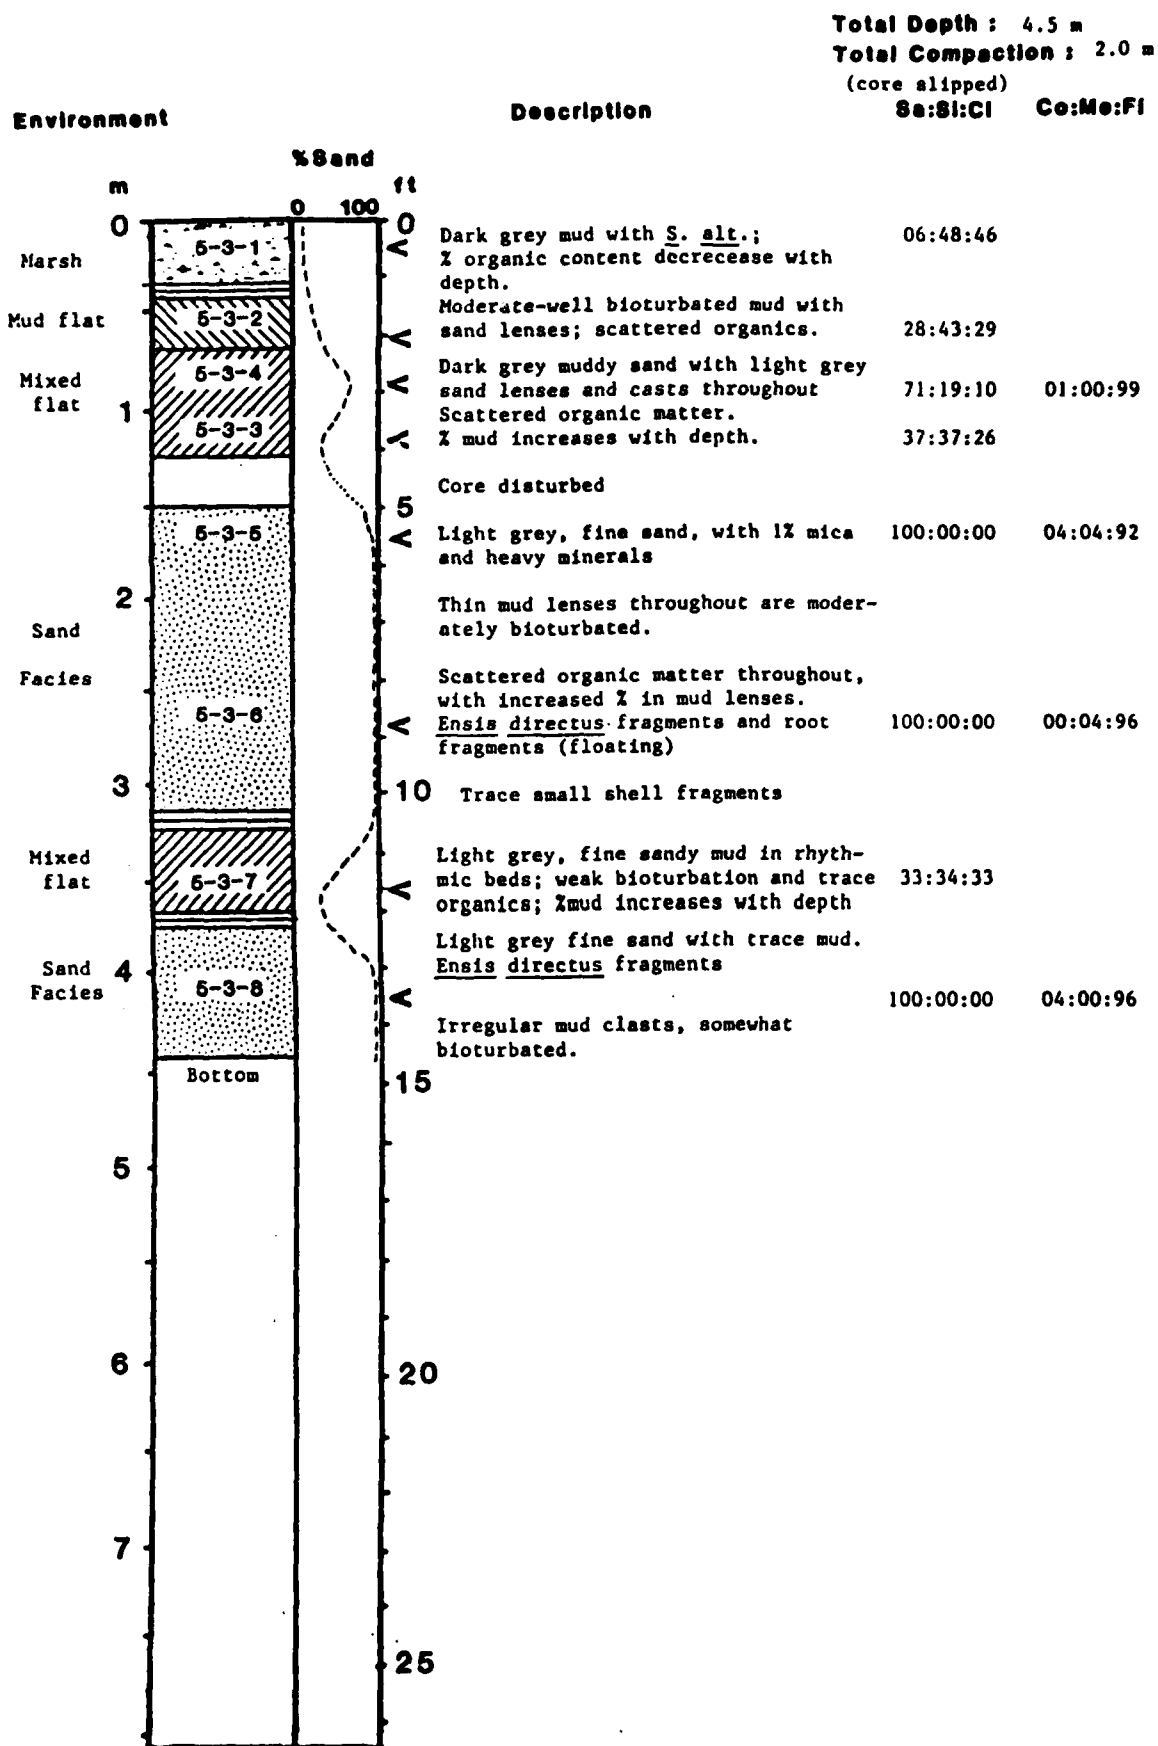 Total Depth : 4.5 m
Total Compaction : 2.0 m
(core slipped)
Environment Description Sa:Si:Cl Co:Me:Fi
%Sand
m ft
0 0 100 0
Marsh
5-3-1
Dark grey mud with S. alt.; 06:48:46
% organic content decrecease with
depth.
Mud flat
5-3-2
Moderate-well bioturbated mud with
sand lenses; scattered organics. 28:43:29
Mixed
flat
5-3-4
Dark grey muddy sand with light grey
sand lenses and casts throughout 71:19:10 01:00:99
Scattered organic matter.
1
5-3-3
% mud increases with depth. 37:37:26
Core disturbed
5
5-3-5
Light grey, fine sand, with 1% mica 100:00:00 04:04:92
and heavy minerals
2
Thin mud lenses throughout are moder-
ately bioturbated.
Sand
Facies
Scattered organic matter throughout,
with increased % in mud lenses.
5-3-6
Ensis directus fragments and root 100:00:00 00:04:96
fragments (floating)
3
10 Trace small shell fragments
Mixed
flat
5-3-7
Light grey, fine sandy mud in rhyth-
mic beds; weak bioturbation and trace 33:34:33
organics; %mud increases with depth
Sand
Facies
4
5-3-8
Light grey fine sand with trace mud.
Ensis directus fragments
100:00:00 04:00:96
Irregular mud clasts, somewhat
bioturbated.
Bottom
15
5
6
20
7
25